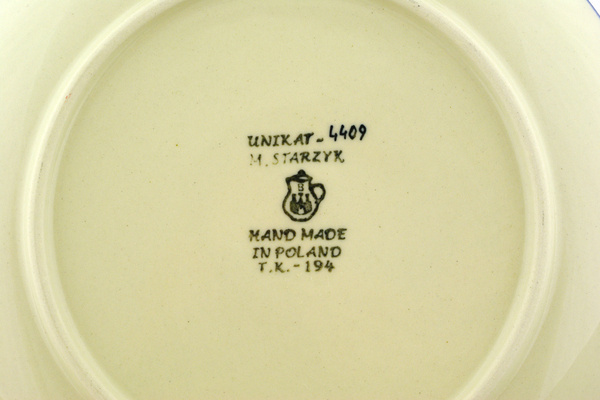 UNIKAT- 4409
M. STARZYK
HAND MADE
IN POLAND
T.K.-194